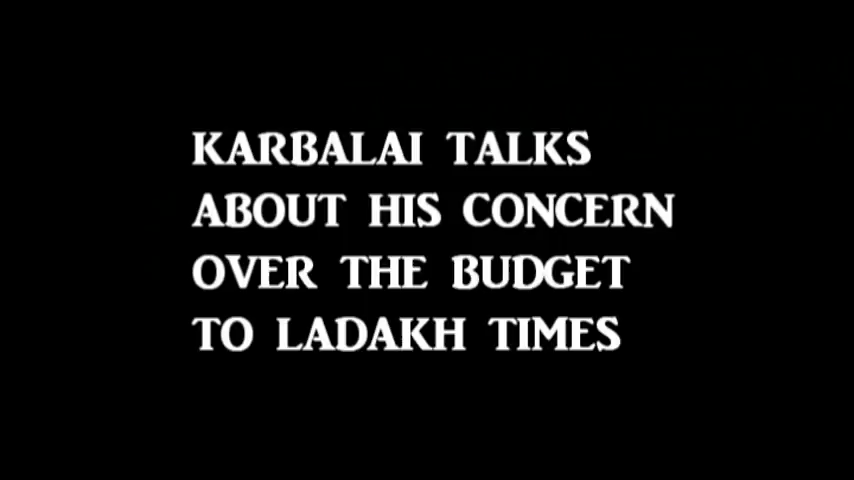 KARBALAI TALKS
ABOUT HIS CONCERN
OVER THE BUDGET
TO LADAKH TIMES